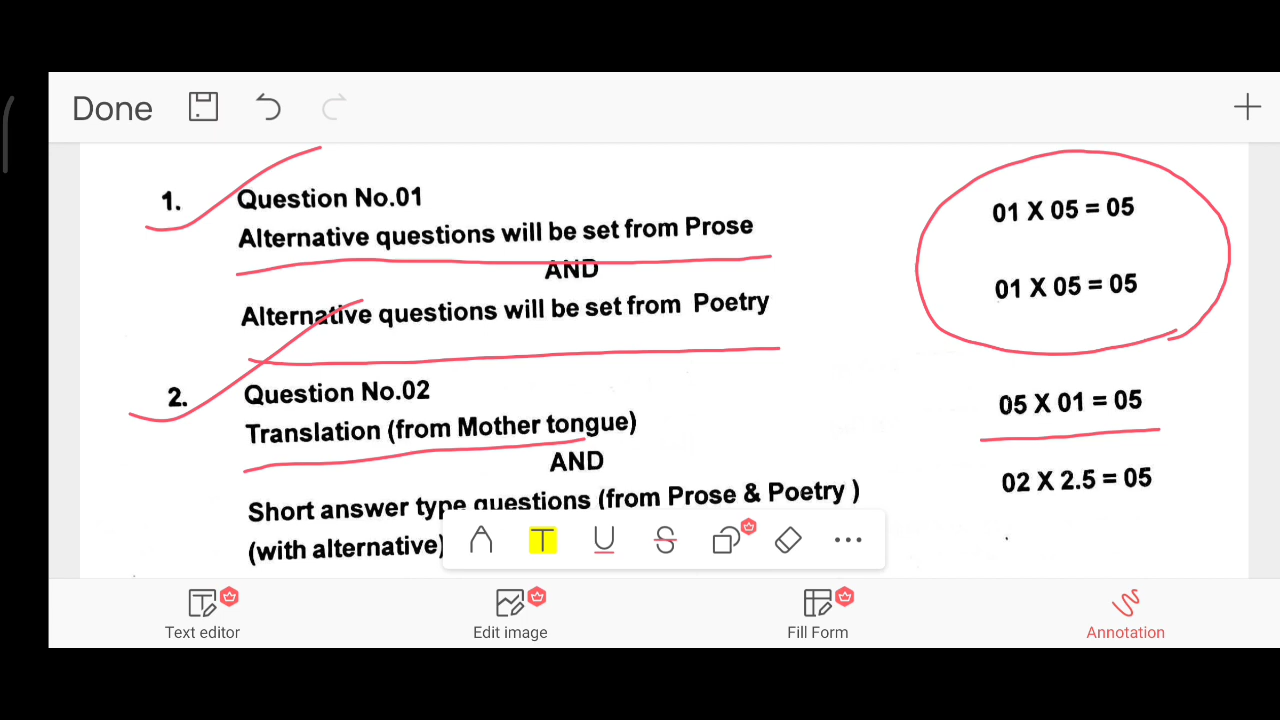 Done
1.
Question No.01
01 X 05 = 05
Alternative questions will be set from Prose
AND
01 X 05 = 05
Alternative questions will be set from Poetry
2.
Question No.02
05 X 01 = 05
Translation (from Mother tongue)
AND
02 X 2.5 = 05
Short answer type questions (from Prose & Poetry )
(with alternative)
T
U
S
Text editor
Edit image
Fill Form
Annotation